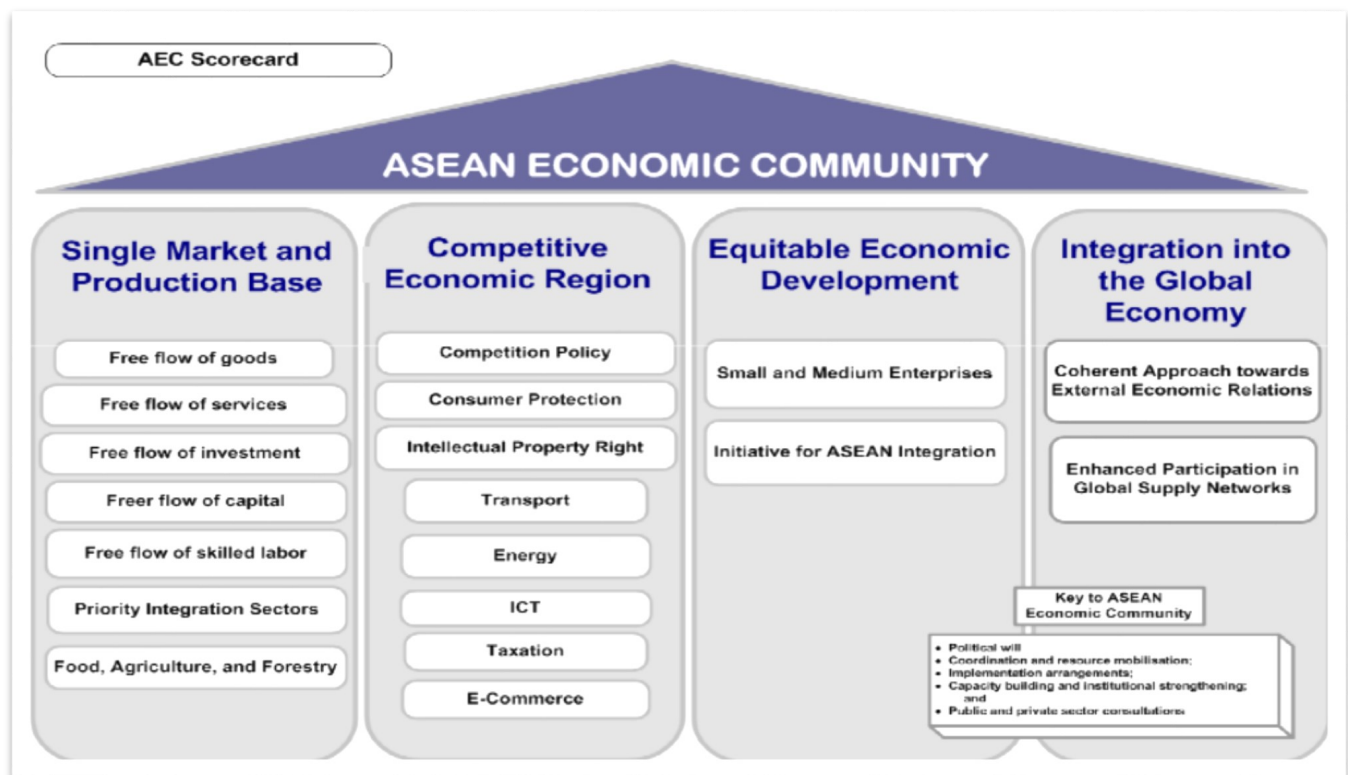 AEC Scorecard
ASEAN ECONOMIC COMMUNITY
Single Market and
Production Base
Free flow of goods
Free flow of services
Free flow of investment
Freer flow of capital
Free flow of skilled labor
Priority Integration Sectors
Food, Agriculture, and Forestry
Competitive
Economic Region
Competition Policy
Consumer Protection
Intellectual Property Right
Transport
Energy
ICT
Taxation
E-Commerce
Equitable Economic
Development
Small and Medium Enterprises
Initiative for ASEAN Integration
Integration into
the Global
Economy
Coherent Approach towards
External Economic Relations
Enhanced Participation in
Global Supply Networks
Key to ASEAN
Economic Community
• Political will
• Coordination and resource mobilisation;
• Implementation arrangements;
• Capacity building and institutional strengthening;
and
• Public and private sector consultations